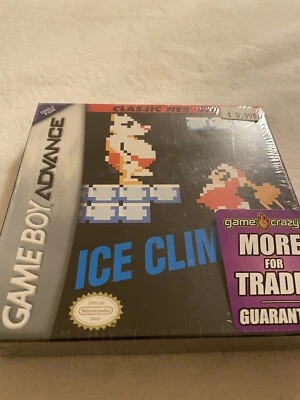 CLASSIC NES
GAME BOY ADVANCE
ICE CLIM
Official
Nintendo
Seal
game crazy
MORE
FOR
TRADE
GUARANT